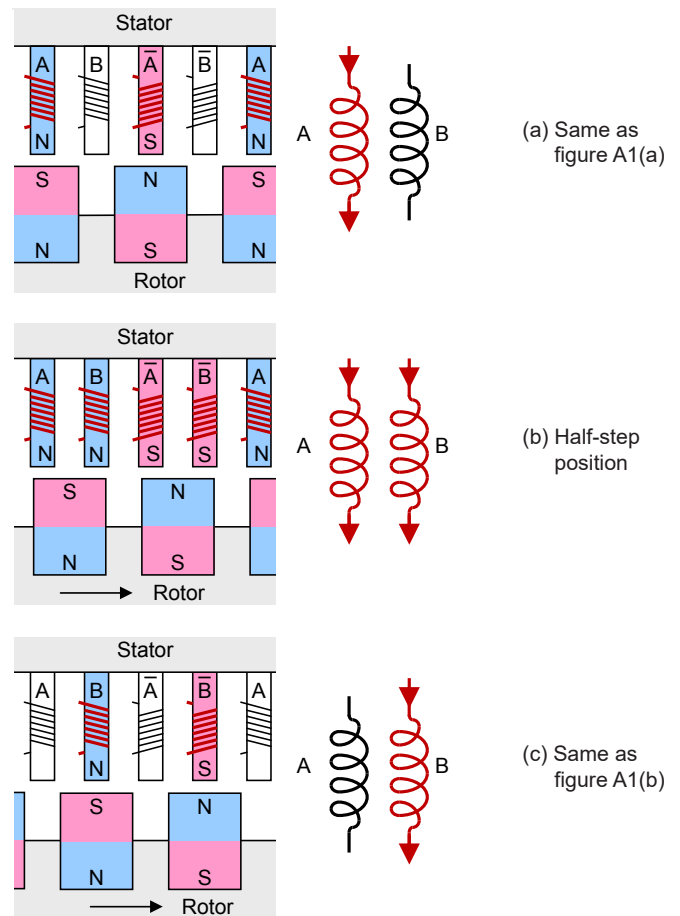 Stator
A B A̅ B̅ A
N S N
A B
(a) Same as
figure A1(a)
S N S
N S N
Rotor
Stator
A B A̅ B̅ A
N N S S N
A B
(b) Half-step
position
S N
N S
Rotor
Stator
A B A̅ B̅ A
N S
A B
(c) Same as
figure A1(b)
S N
N S
Rotor